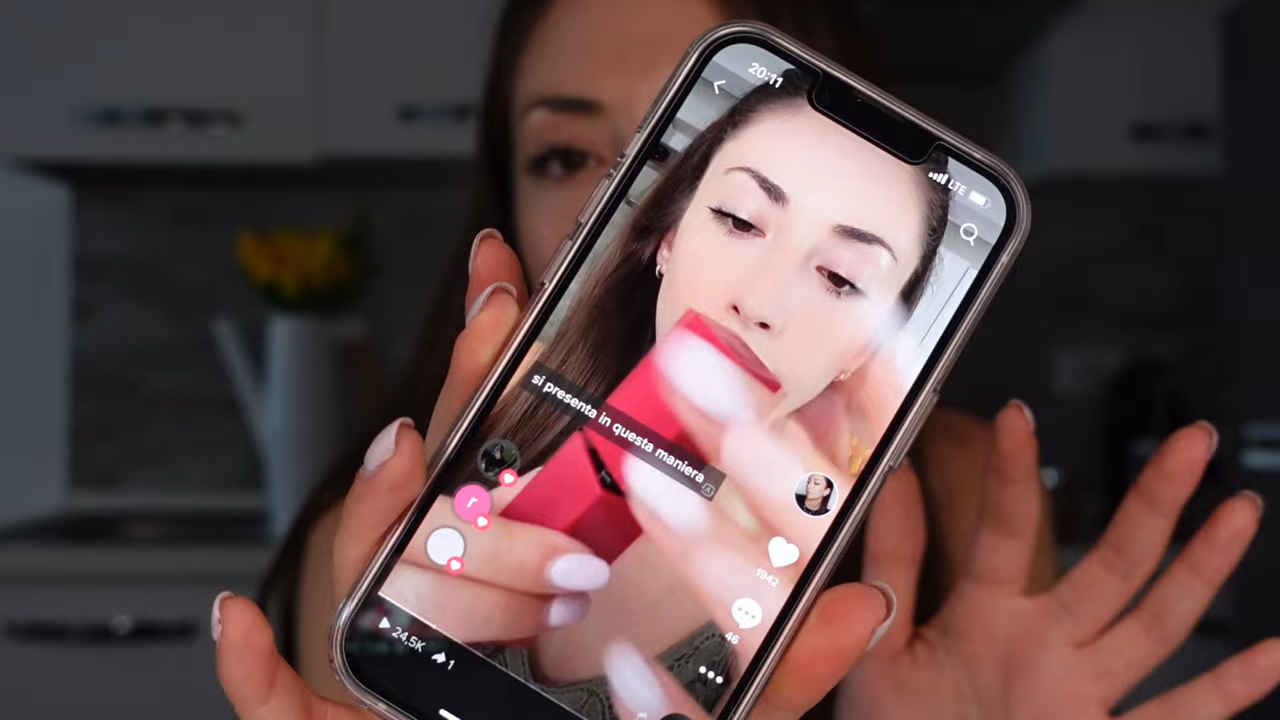 20:11
LTE
si presenta in questa maniera
r
1942
46
24,5K
1